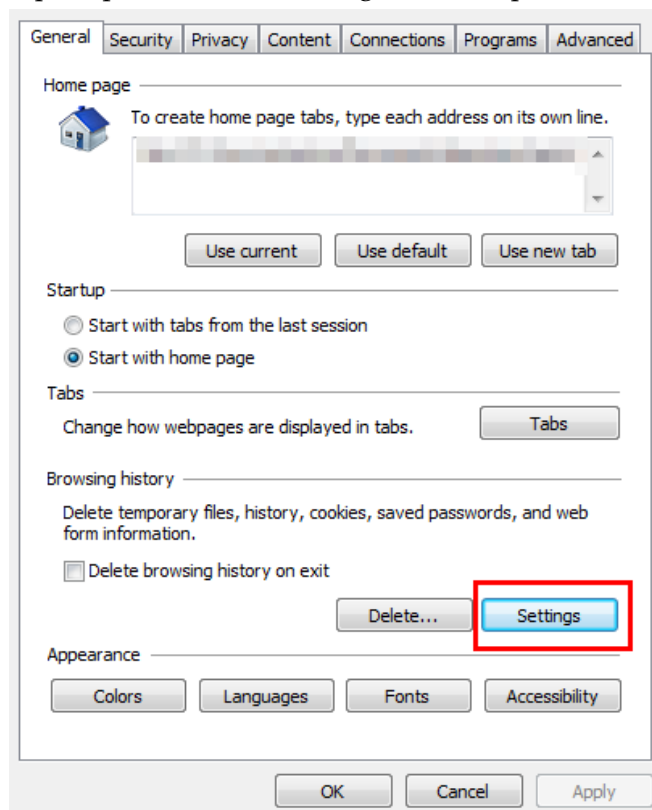 General Security Privacy Content Connections Programs Advanced
Home page
To create home page tabs, type each address on its own line.
Use current Use default Use new tab
Startup
Start with tabs from the last session
Start with home page
Tabs
Change how webpages are displayed in tabs. Tabs
Browsing history
Delete temporary files, history, cookies, saved passwords, and web
form information.
Delete browsing history on exit
Delete... Settings
Appearance
Colors Languages Fonts Accessibility
OK Cancel Apply